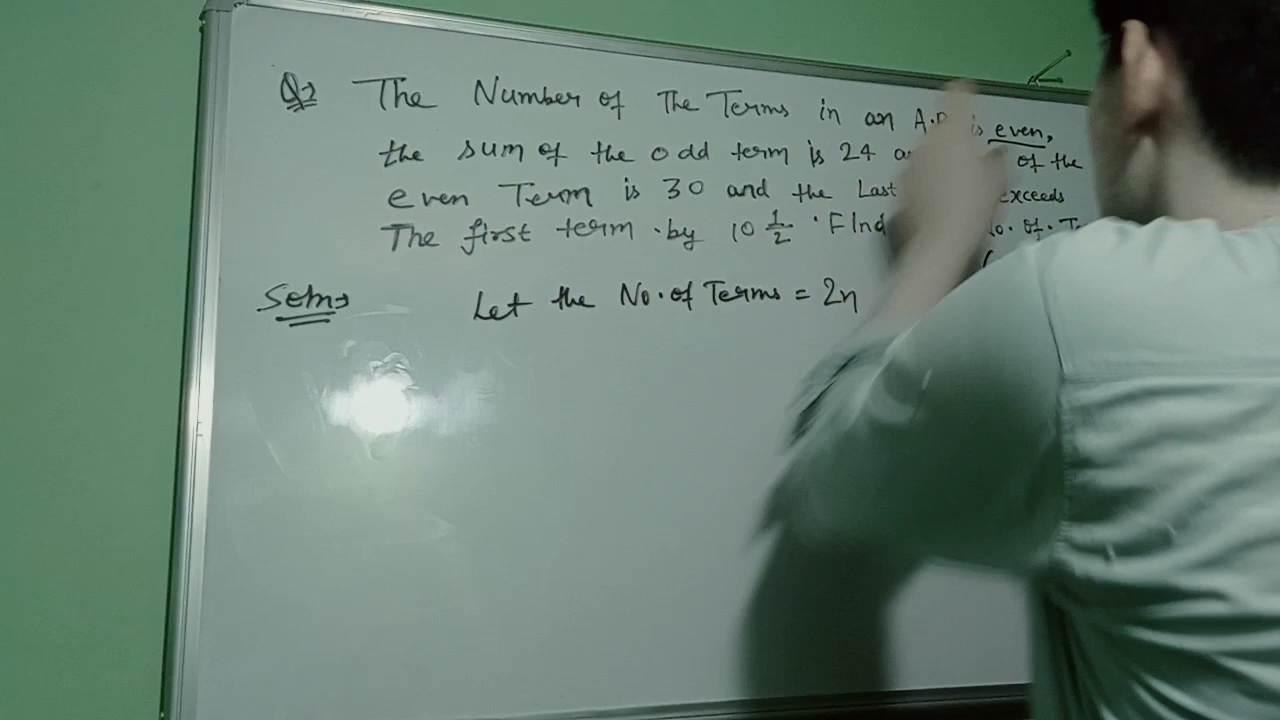 Q2 The Number of The Terms in an A.P is even,
the sum of the odd term is 24 of the
even Term is 30 and the Last exceeds
The first term by 10 1/2 . FInd No. of.
Soln Let the No. of Terms = 2n